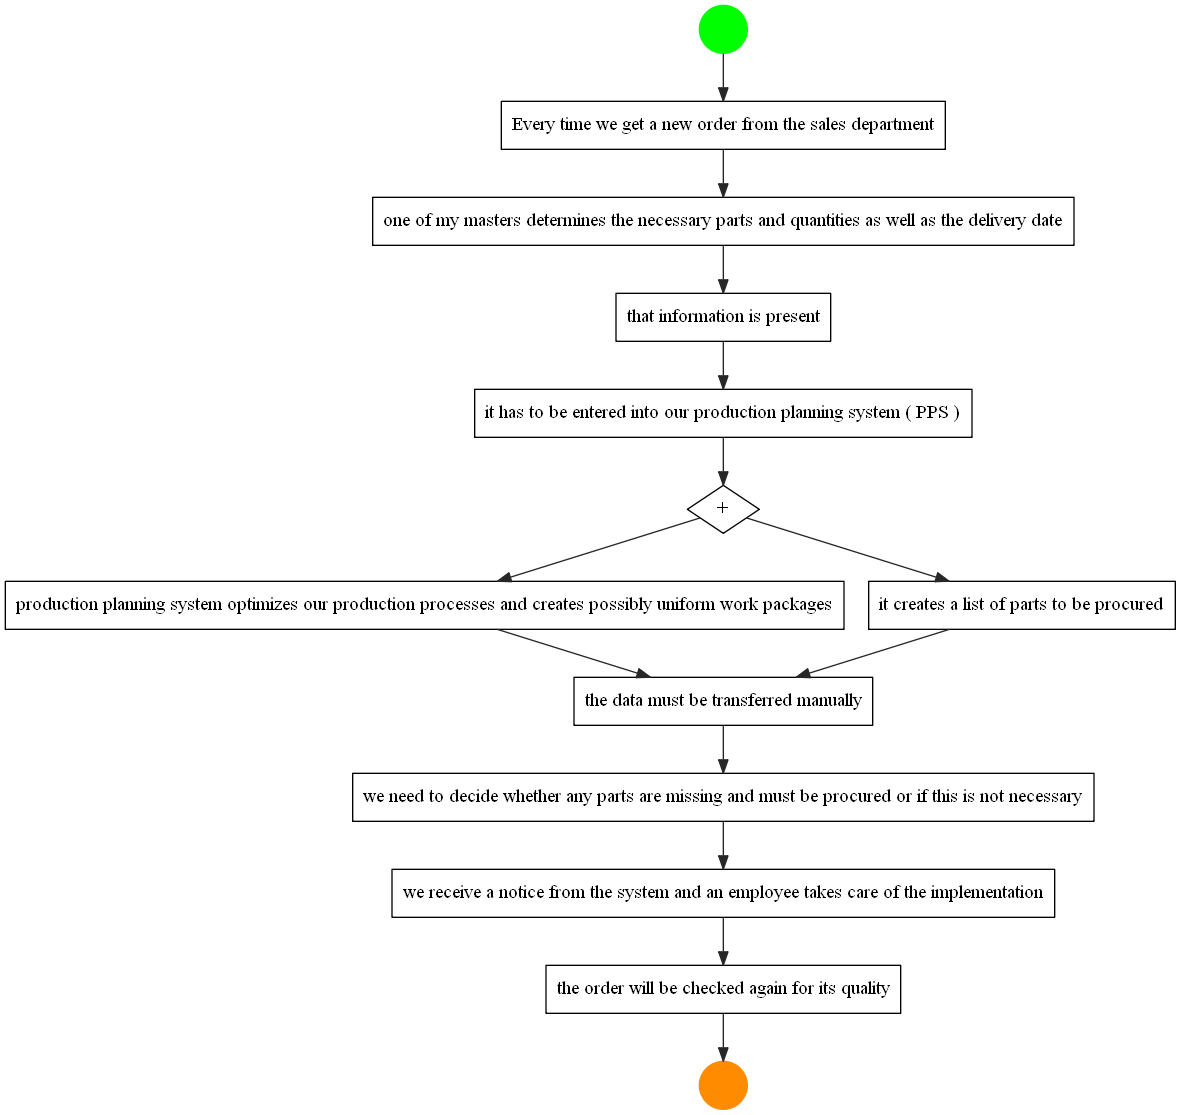 Every time we get a new order from the sales department
one of my masters determines the necessary parts and quantities as well as the delivery date
that information is present
it has to be entered into our production planning system ( PPS )
+
production planning system optimizes our production processes and creates possibly uniform work packages
it creates a list of parts to be procured
the data must be transferred manually
we need to decide whether any parts are missing and must be procured or if this is not necessary
we receive a notice from the system and an employee takes care of the implementation
the order will be checked again for its quality